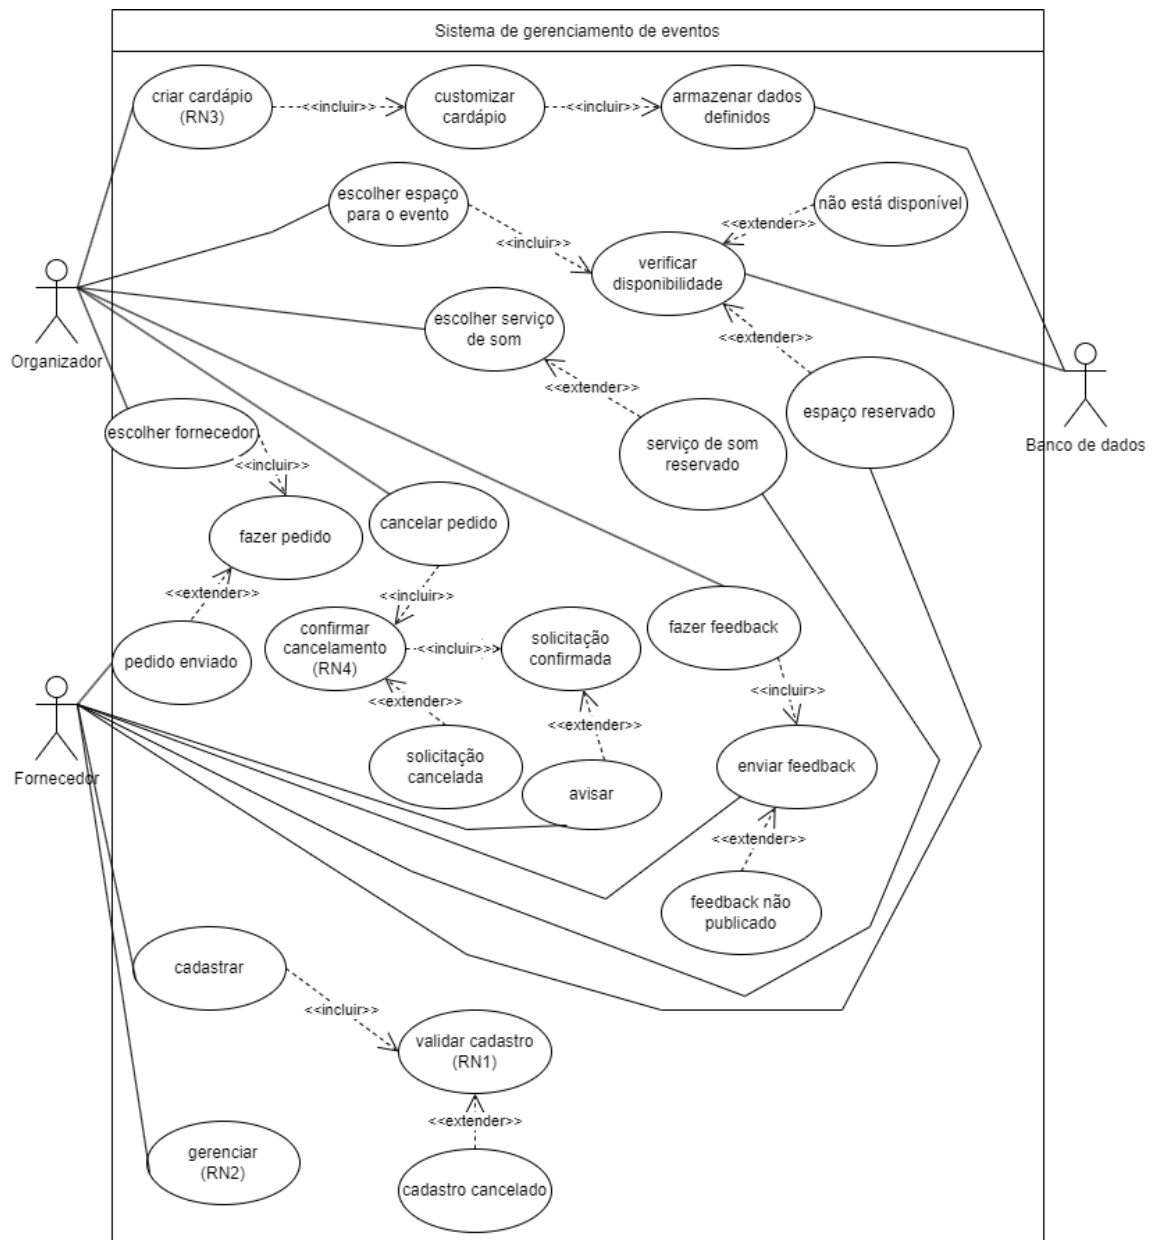 Sistema de gerenciamento de eventos
criar cardápio
(RN3)
<<incluir>>
customizar
cardápio
<<incluir>>
armazenar dados
definidos
escolher espaço
para o evento
<<incluir>>
não está disponível
<<extender>>
verificar
disponibilidade
Organizador
escolher serviço
de som
<<extender>>
<<extender>>
espaço reservado
Banco de dados
escolher fornecedor
<<incluir>>
serviço de som
reservado
fazer pedido
cancelar pedido
<<extender>>
<<incluir>>
pedido enviado
confirmar
cancelamento
(RN4)
<<incluir>>
solicitação
confirmada
fazer feedback
<<extender>>
<<extender>>
<<incluir>>
Fornecedor
solicitação
cancelada
avisar
enviar feedback
<<extender>>
feedback não
publicado
cadastrar
<<incluir>>
validar cadastro
(RN1)
<<extender>>
gerenciar
(RN2)
cadastro cancelado